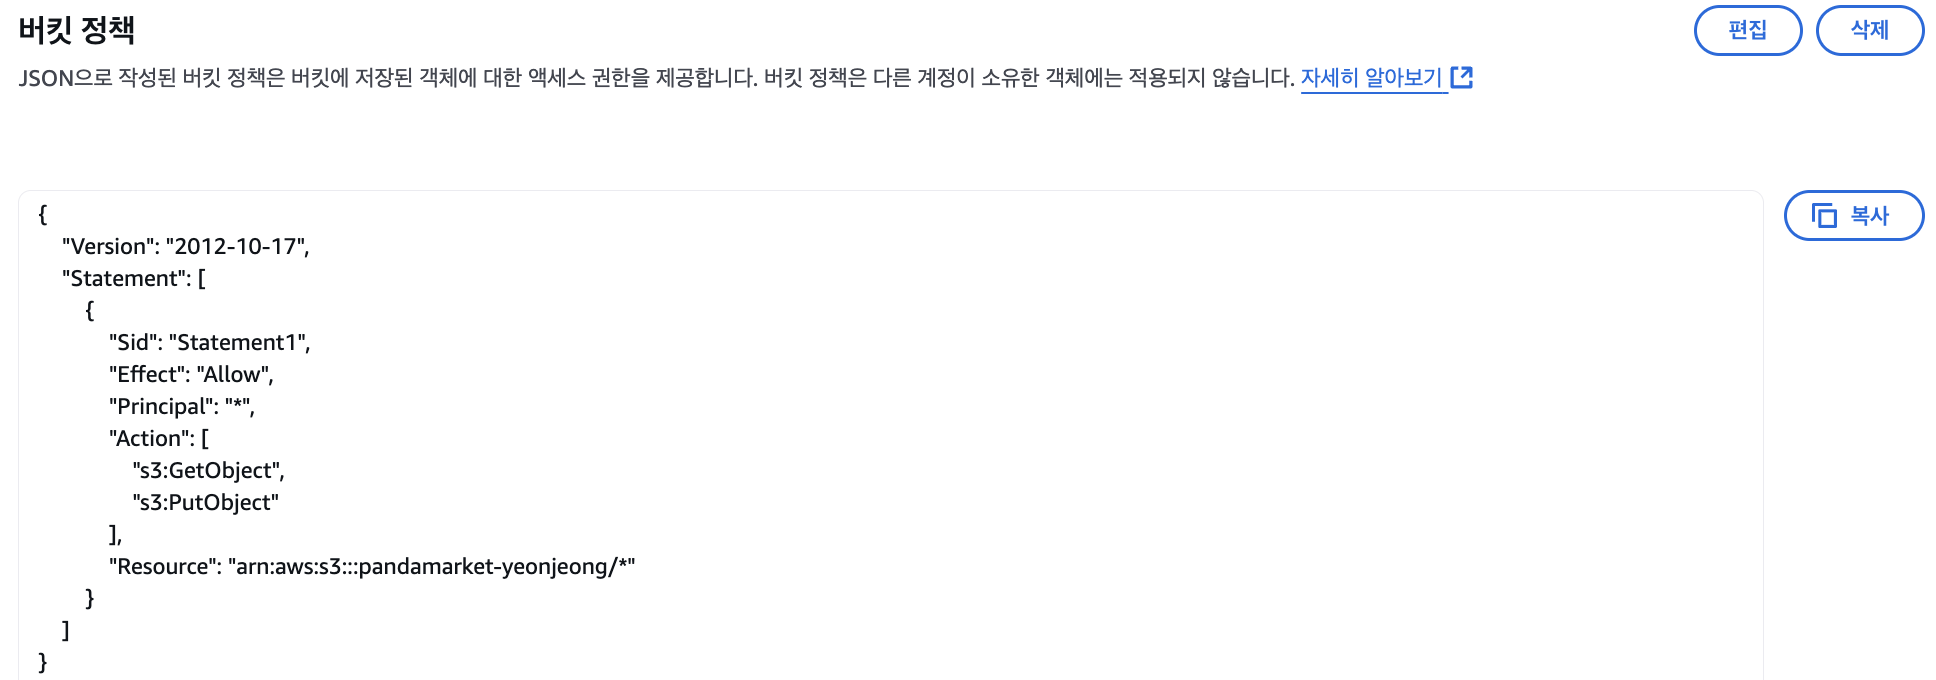 버킷 정책
편집
삭제
JSON으로 작성된 버킷 정책은 버킷에 저장된 객체에 대한 액세스 권한을 제공합니다. 버킷 정책은 다른 계정이 소유한 객체에는 적용되지 않습니다. 자세히 알아보기
복사
{
    "Version": "2012-10-17",
    "Statement": [
        {
            "Sid": "Statement1",
            "Effect": "Allow",
            "Principal": "*",
            "Action": [
                "s3:GetObject",
                "s3:PutObject"
            ],
            "Resource": "arn:aws:s3:::pandamarket-yeonjeong/*"
        }
    ]
}